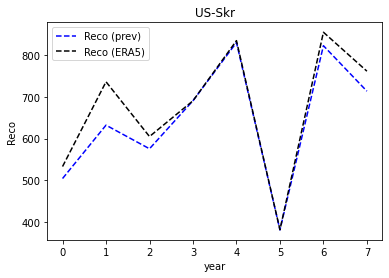 US-Skr
Reco (prev)
Reco (ERA5)
800
700
600
500
400
Reco
0 1 2 3 4 5 6 7
year